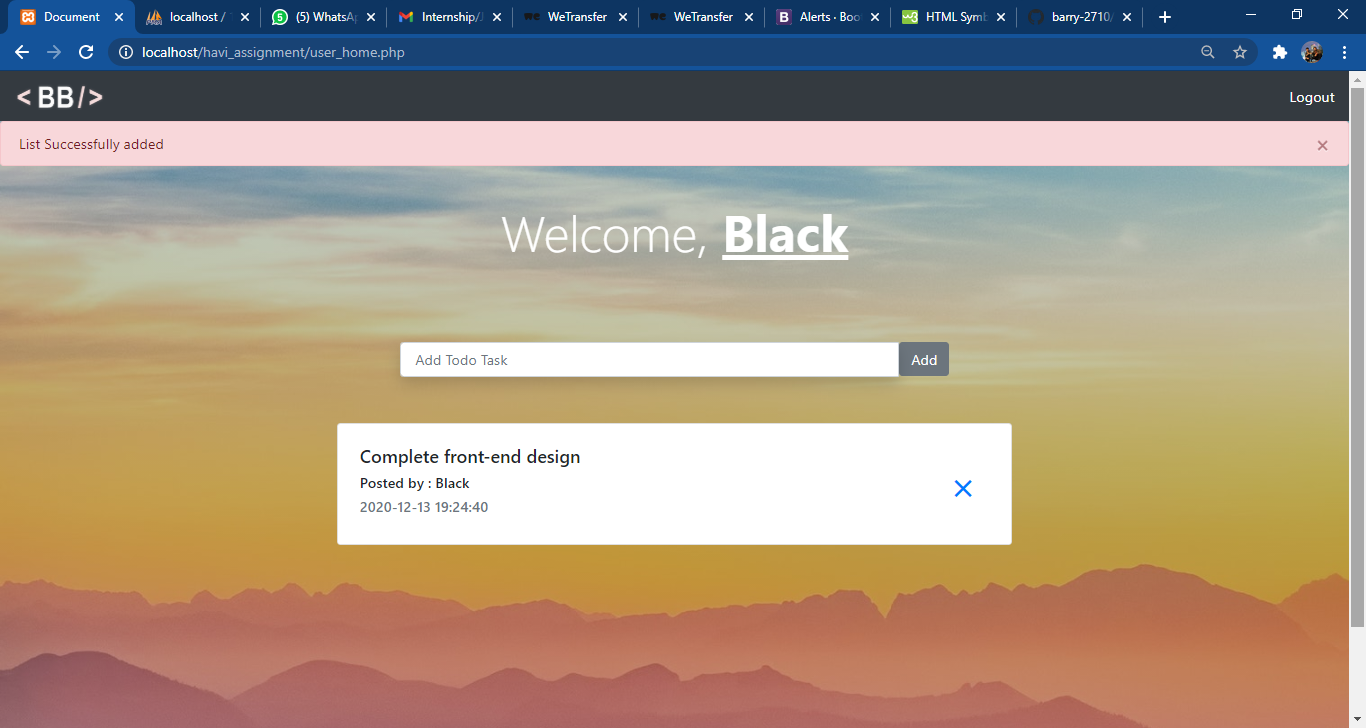 Document
localhost /
(5) WhatsAp
Internship/J
WeTransfer
WeTransfer
Alerts · Boo
HTML Symb
barry-2710/
localhost/havi_assignment/user_home.php
< BB/>
Logout
List Successfully added
×
Welcome, Black
Add Todo Task
Add
Complete front-end design
Posted by : Black
2020-12-13 19:24:40